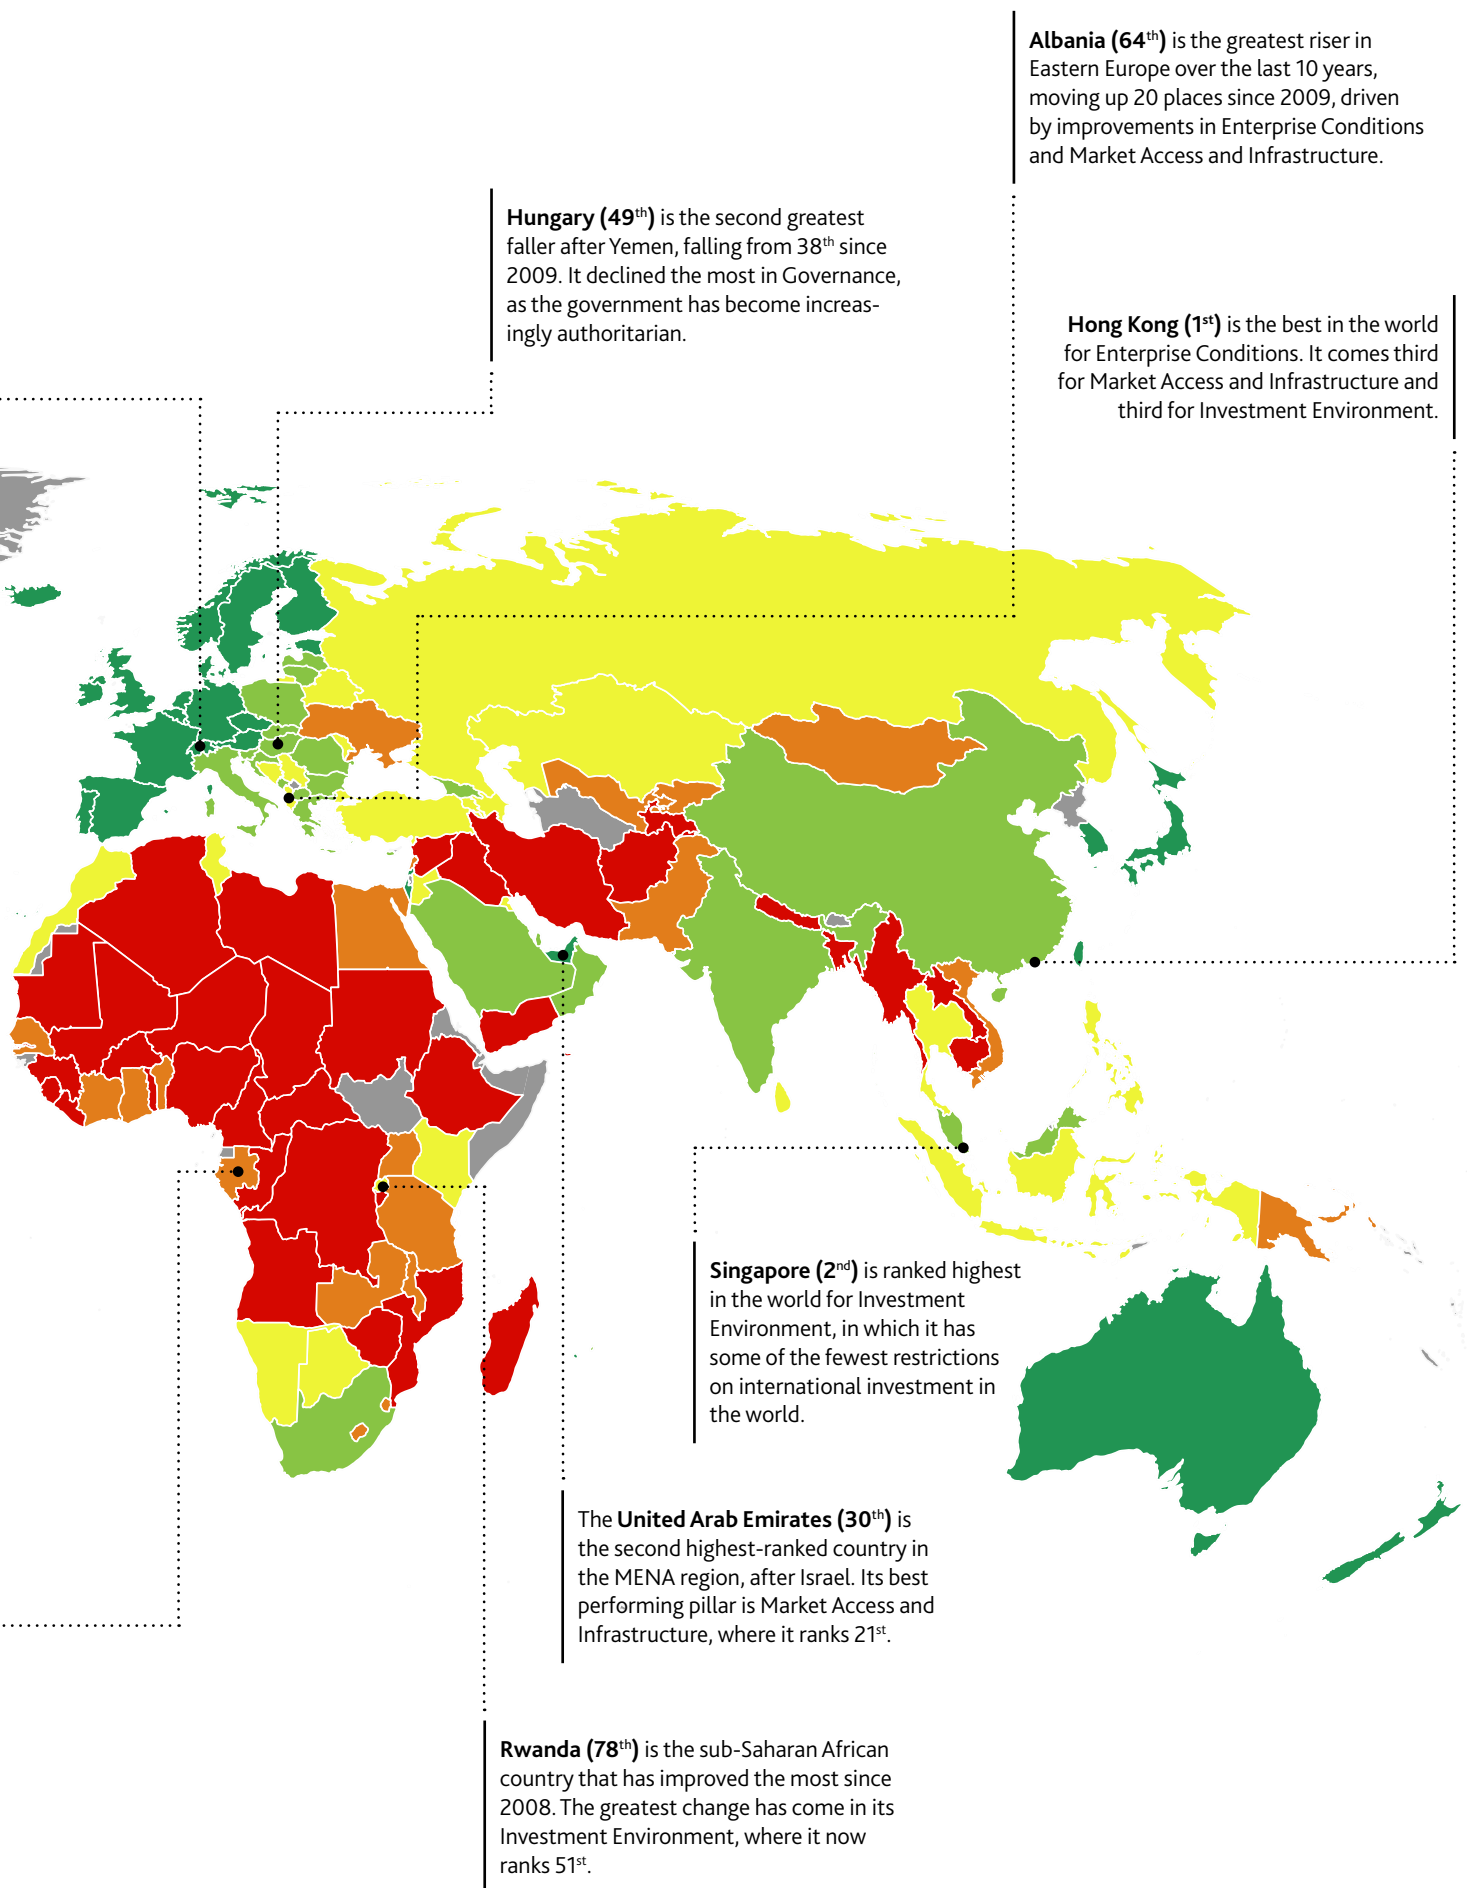 Albania (64th) is the greatest riser in
Eastern Europe over the last 10 years,
moving up 20 places since 2009, driven
by improvements in Enterprise Conditions
and Market Access and Infrastructure.
Hungary (49th) is the second greatest
faller after Yemen, falling from 38th since
2009. It declined the most in Governance,
as the government has become increas-
ingly authoritarian.
Hong Kong (1st) is the best in the world
for Enterprise Conditions. It comes third
for Market Access and Infrastructure and
third for Investment Environment.
Singapore (2nd) is ranked highest
in the world for Investment
Environment, in which it has
some of the fewest restrictions
on international investment in
the world.
The United Arab Emirates (30th) is
the second highest-ranked country in
the MENA region, after Israel. Its best
performing pillar is Market Access and
Infrastructure, where it ranks 21st.
Rwanda (78th) is the sub-Saharan African
country that has improved the most since
2008. The greatest change has come in its
Investment Environment, where it now
ranks 51st.